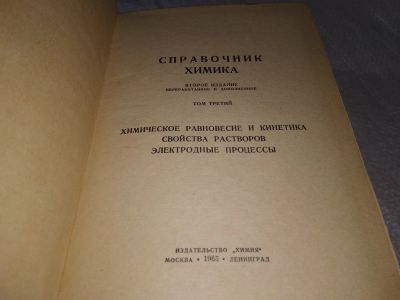 СПРАВОЧНИК
ХИМИКА
ВТОРОЕ ИЗДАНИЕ
ПЕРЕРАБОТАННОЕ И ДОПОЛНЕННОЕ
ТОМ ТРЕТИЙ
ХИМИЧЕСКОЕ РАВНОВЕСИЕ И КИНЕТИКА
СВОЙСТВА РАСТВОРОВ
ЭЛЕКТРОДНЫЕ ПРОЦЕССЫ
ИЗДАТЕЛЬСТВО „ХИМИЯ“
МОСКВА • 1965 • ЛЕНИНГРАД